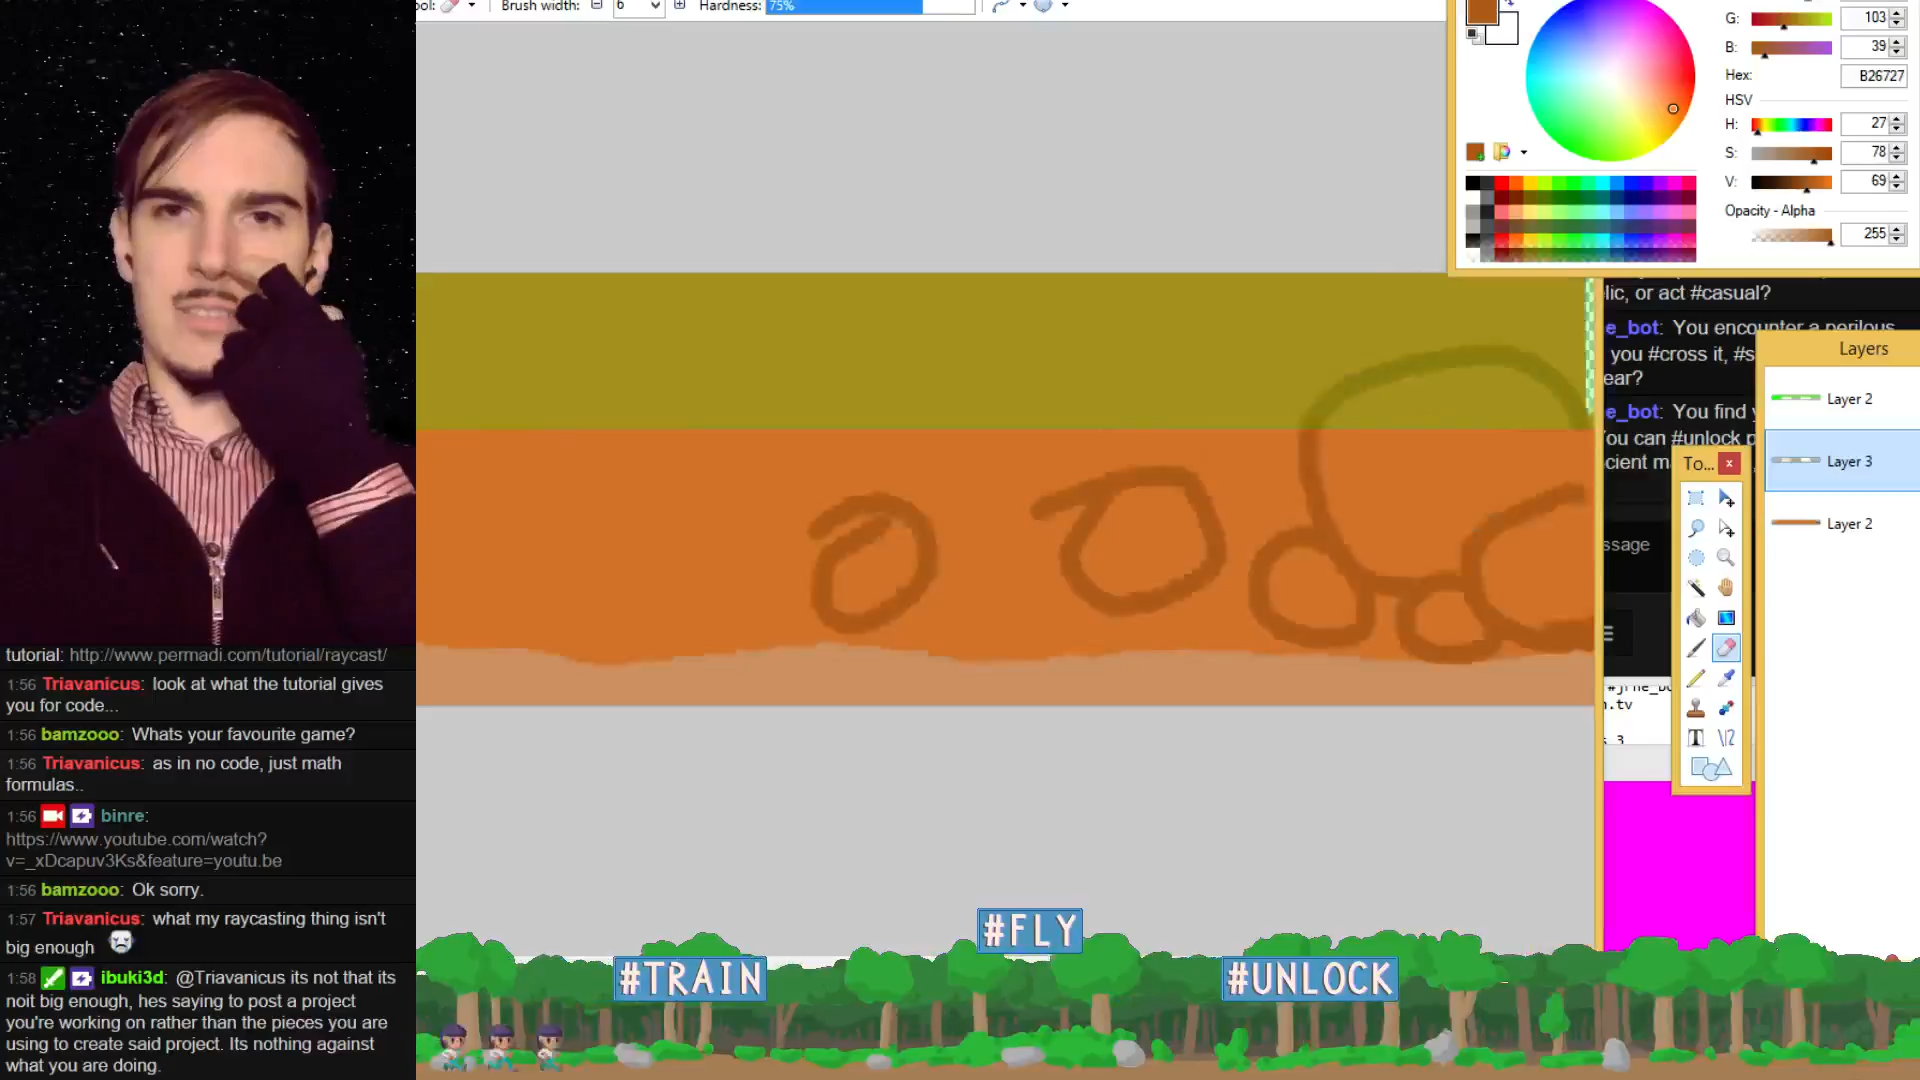 ool:
Brush width:
6
Hardness:
75%
G:
103
B:
39
Hex:
B26727
HSV
H:
27
S:
78
V:
69
Opacity - Alpha
255
lic, or act #casual?
e_bot: You encounter a perilous
you #cross it, #s
ear?
e_bot: You find y
ou can #unlock p
cient m
ssage
#jrne_bo
n.tv
s 3
Layers
Layer 2
Layer 3
Layer 2
To...
tutorial: http://www.permadi.com/tutorial/raycast/
1:56 Triavanicus: look at what the tutorial gives
you for code...
1:56 bamzooo: Whats your favourite game?
1:56 Triavanicus: as in no code, just math
formulas..
1:56 binre:
https://www.youtube.com/watch?
v=_xDcapuv3Ks&feature=youtu.be
1:56 bamzooo: Ok sorry.
1:57 Triavanicus: what my raycasting thing isn't
big enough
1:58 ibuki3d: @Triavanicus its not that its
noit big enough, hes saying to post a project
you're working on rather than the pieces you are
using to create said project. Its nothing against
what you are doing.
#FLY
#TRAIN
#UNLOCK